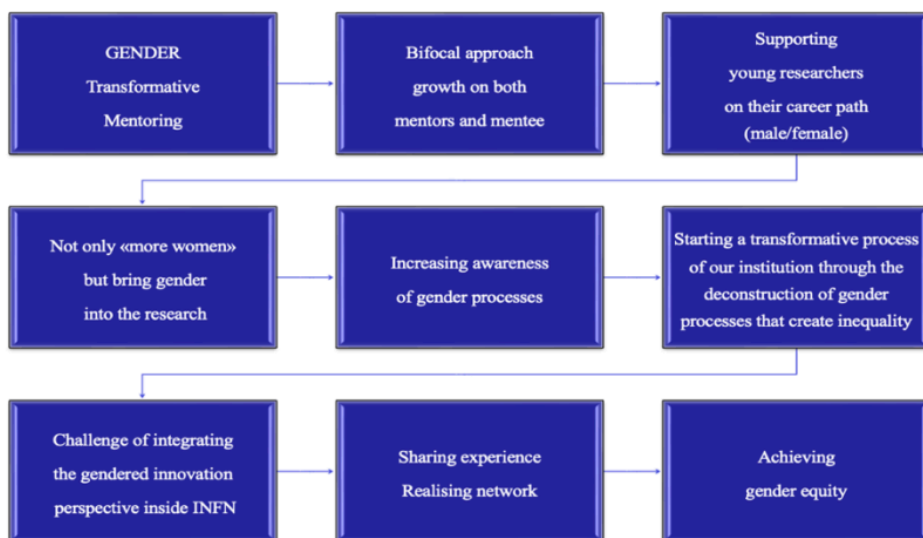 GENDER
Transformative
Mentoring
Bifocal approach
growth on both
mentors and mentee
Supporting
young researchers
on their career path
(male/female)
Not only «more women»
but bring gender
into the research
Increasing awareness
of gender processes
Starting a transformative process
of our institution through the
deconstruction of gender
processes that create inequality
Challenge of integrating
the gendered innovation
perspective inside INFN
Sharing experience
Realising network
Achieving
gender equity